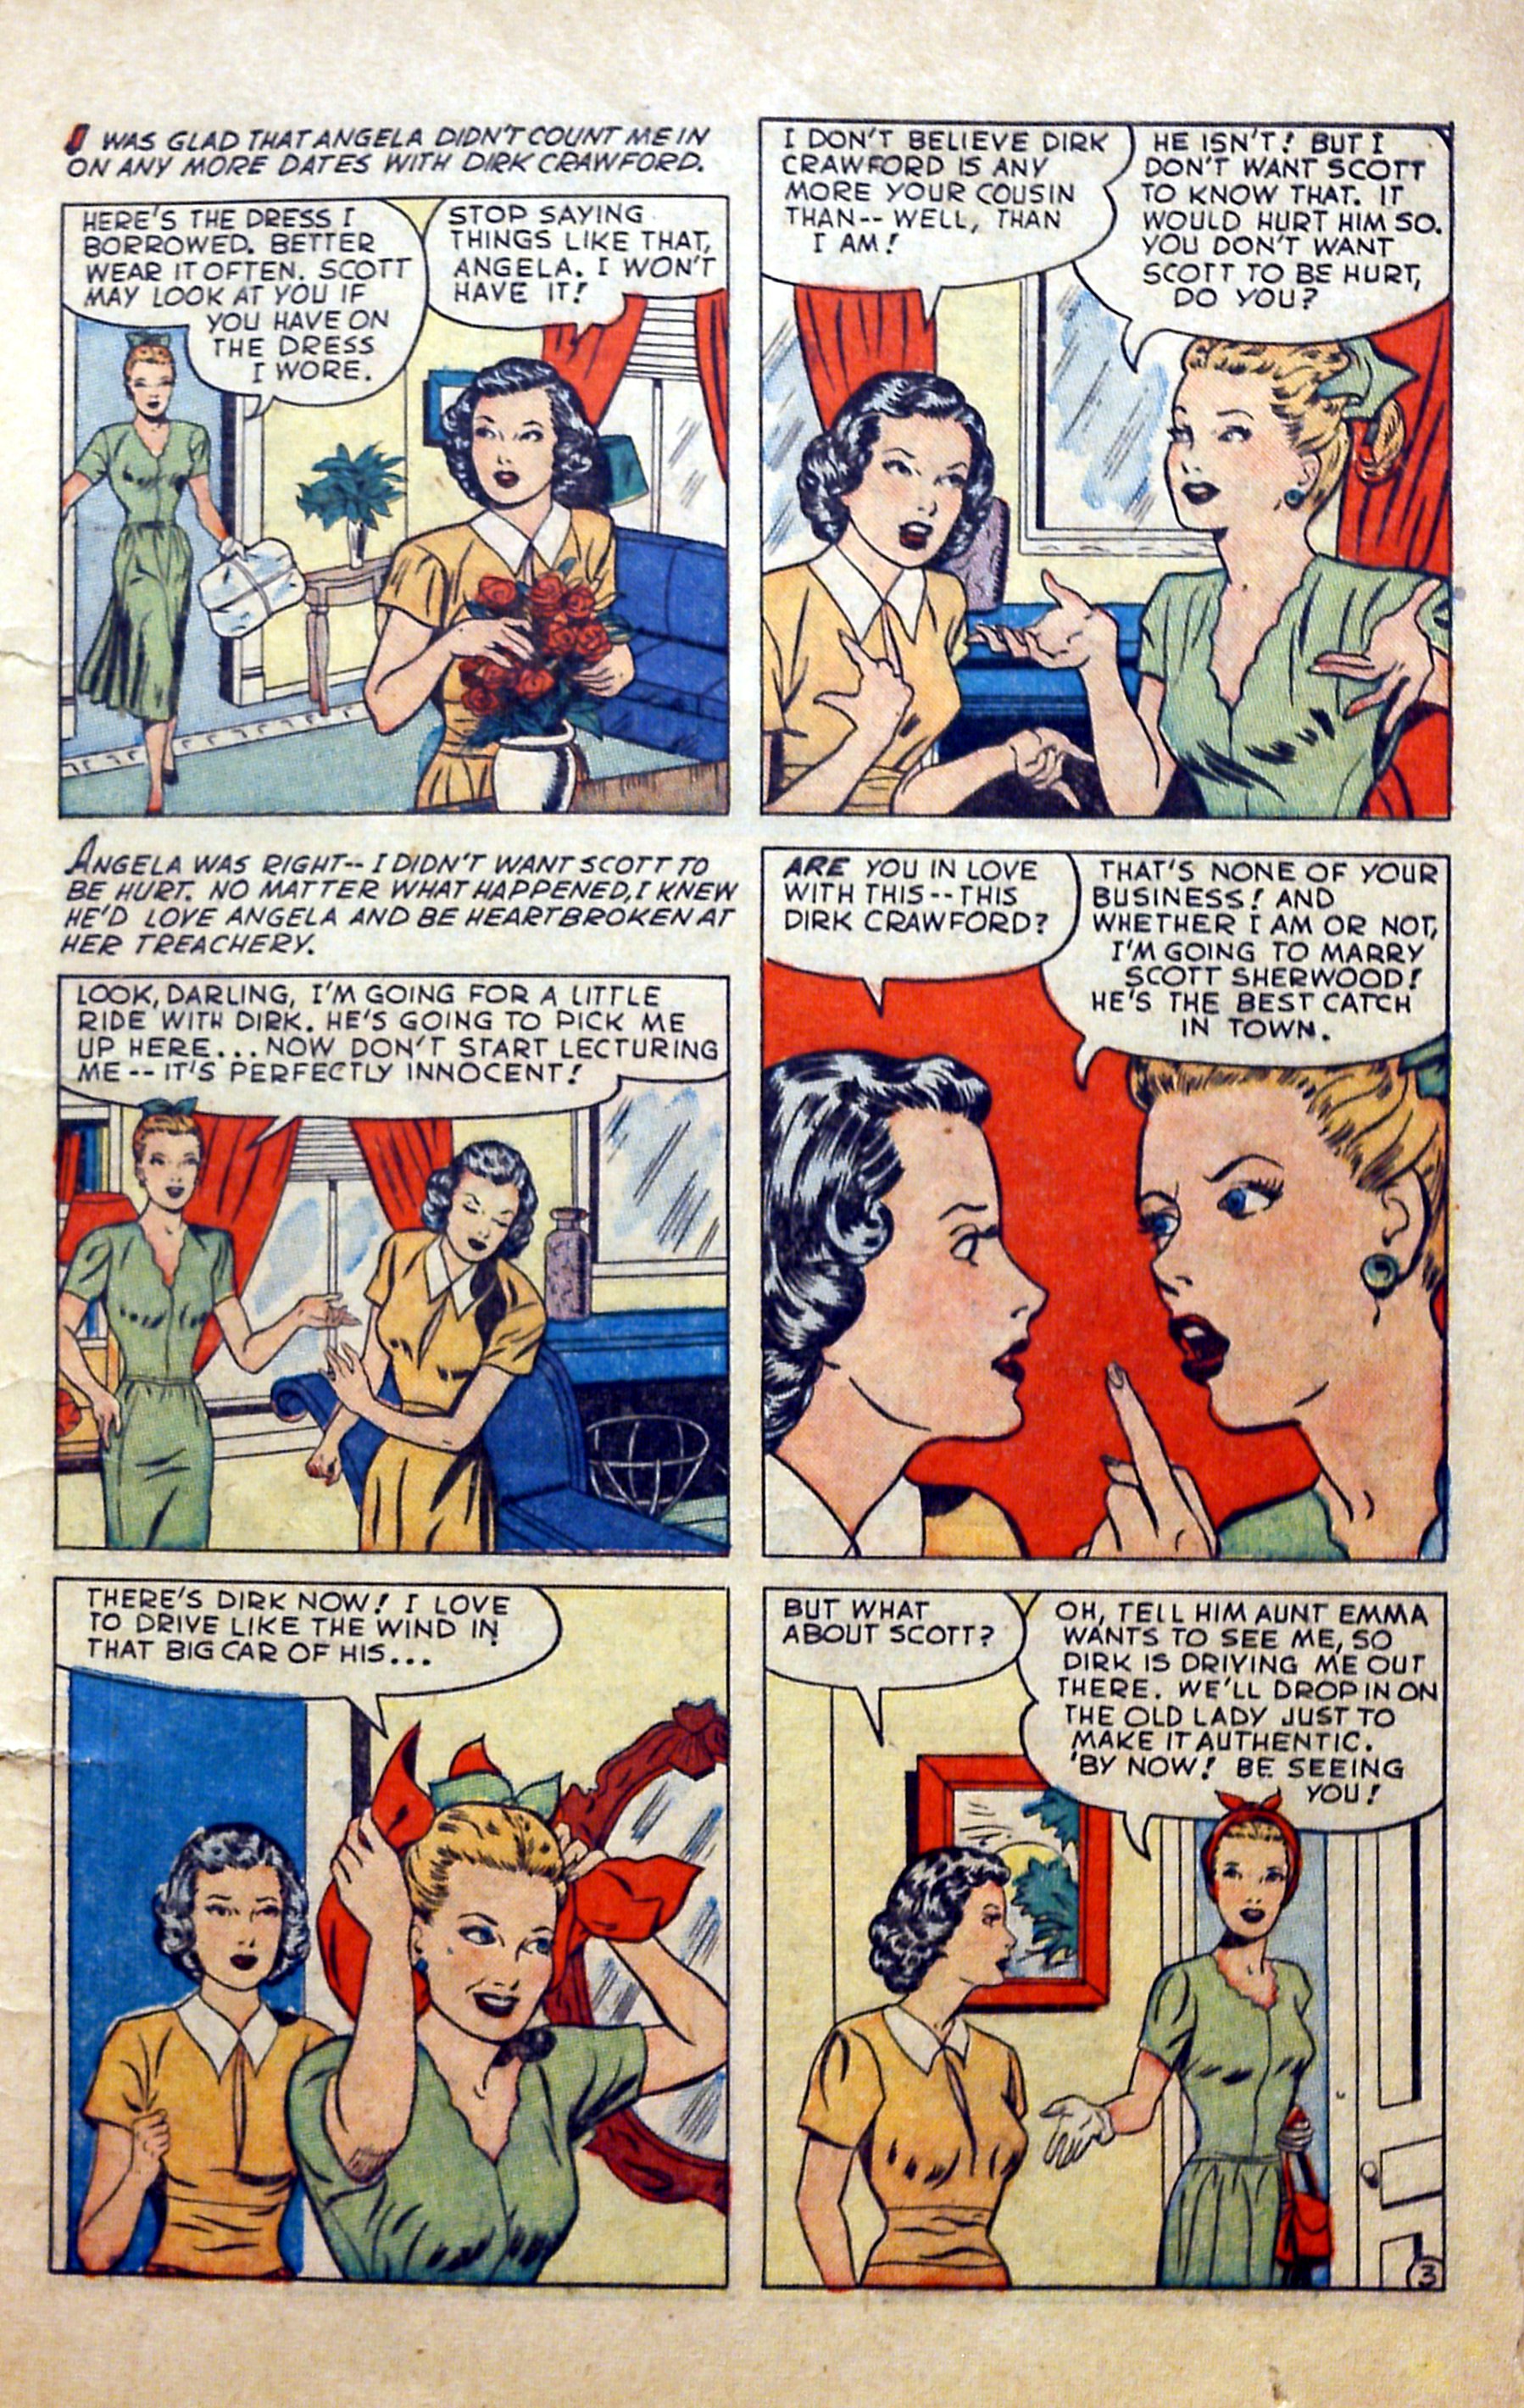 I WAS GLAD THAT ANGELA DIDN'T COUNT ME IN
ON ANY MORE DATES WITH DIRK CRAWFORD.
HERE'S THE DRESS I
BORROWED. BETTER
WEAR IT OFTEN. SCOTT
MAY LOOK AT YOU IF
YOU HAVE ON
THE DRESS
I WORE.
STOP SAYING
THINGS LIKE THAT,
ANGELA. I WON'T
HAVE IT!
I DON'T BELIEVE DIRK
CRAWFORD IS ANY
MORE YOUR COUSIN
THAN-- WELL, THAN
I AM!
HE ISN'T! BUT I
DON'T WANT SCOTT
TO KNOW THAT. IT
WOULD HURT HIM SO.
YOU DON'T WANT
SCOTT TO BE HURT,
DO YOU?
ANGELA WAS RIGHT-- I DIDN'T WANT SCOTT TO
BE HURT. NO MATTER WHAT HAPPENED, I KNEW
HE'D LOVE ANGELA AND BE HEARTBROKEN AT
HER TREACHERY.
LOOK, DARLING, I'M GOING FOR A LITTLE
RIDE WITH DIRK. HE'S GOING TO PICK ME
UP HERE... NOW DON'T START LECTURING
ME-- IT'S PERFECTLY INNOCENT!
ARE YOU IN LOVE
WITH THIS--THIS
DIRK CRAWFORD?
THAT'S NONE OF YOUR
BUSINESS! AND
WHETHER I AM OR NOT,
I'M GOING TO MARRY
SCOTT SHERWOOD!
HE'S THE BEST CATCH
IN TOWN.
THERE'S DIRK NOW! I LOVE
TO DRIVE LIKE THE WIND IN
THAT BIG CAR OF HIS...
BUT WHAT
ABOUT SCOTT?
OH, TELL HIM AUNT EMMA
WANTS TO SEE ME, SO
DIRK IS DRIVING ME OUT
THERE. WE'LL DROP IN ON
THE OLD LADY JUST TO
MAKE IT AUTHENTIC.
'BY NOW! BE SEEING
YOU!
3